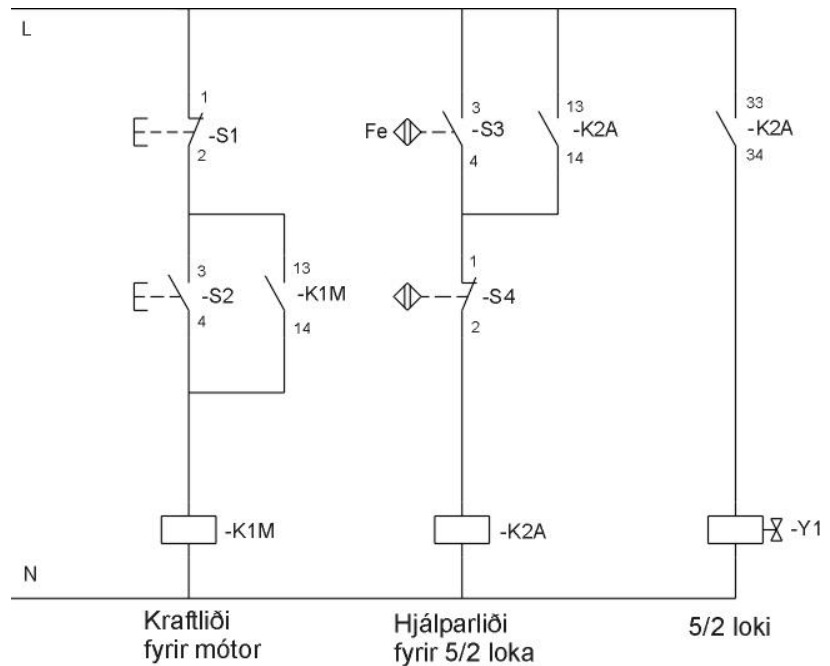 L
1
-S1
2
3
-S2
4
13
-K1M
14
-K1M
Fe
3
-S3
4
13
-K2A
14
1
-S4
2
-K2A
33
-K2A
34
-Y1
N
Kraftliði
fyrir mótor
Hjálparliði
fyrir 5/2 loka
5/2 loki